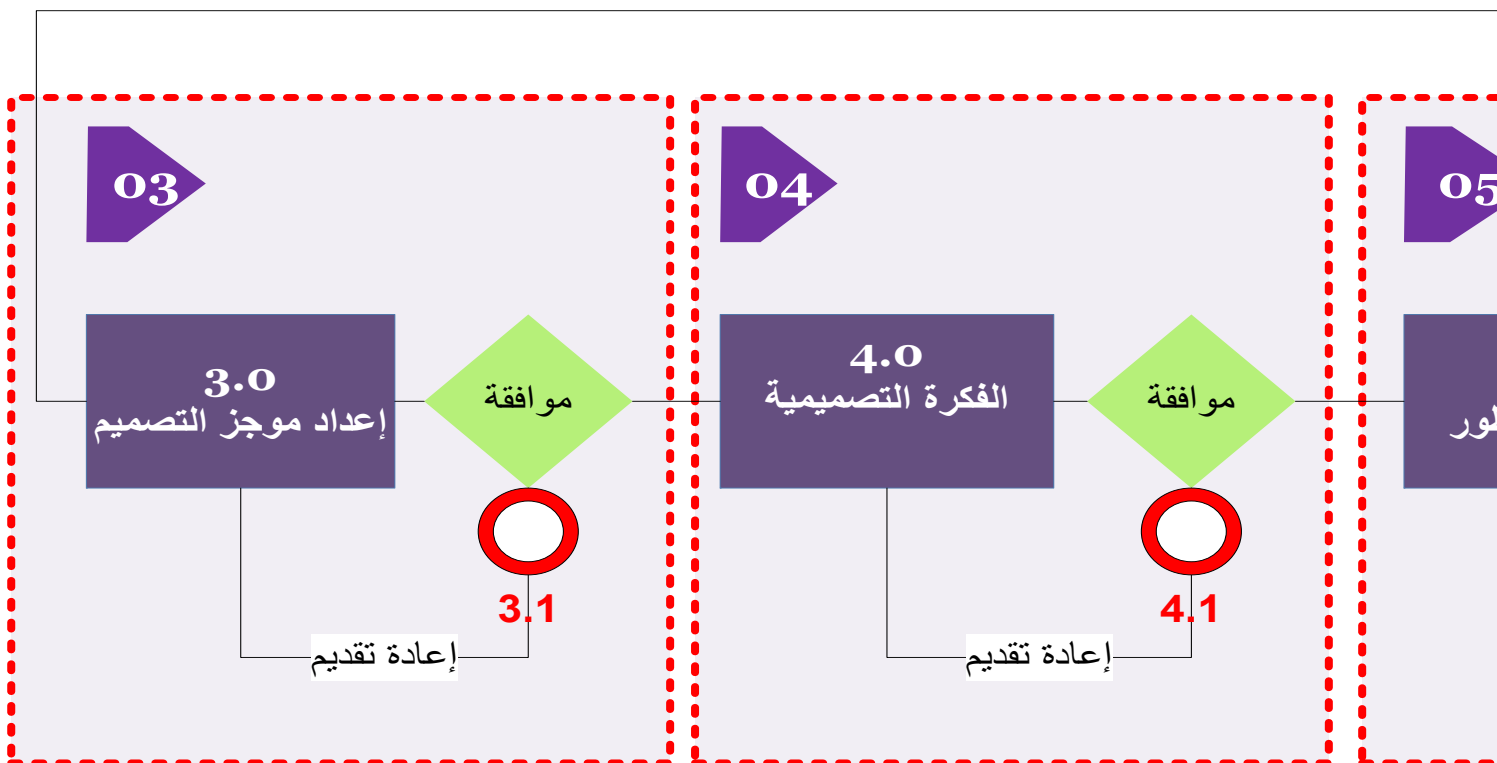 03
04
05
3.0
إعداد موجز التصميم
موافقة
4.0
الفكرة التصميمية
موافقة
3.1
إعادة تقديم
4.1
إعادة تقديم